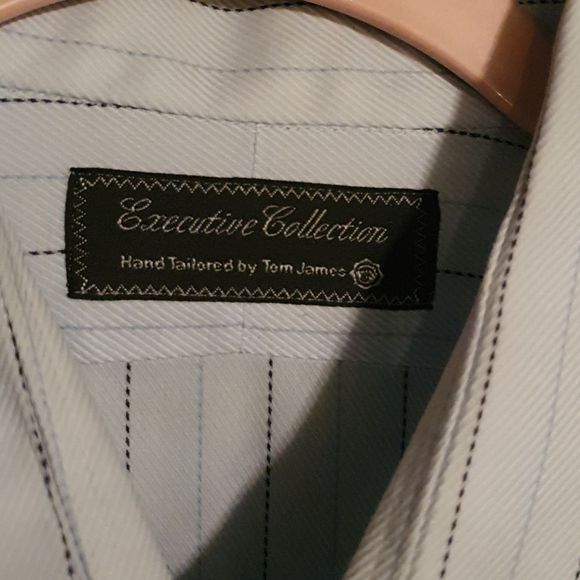 Executive Collection
Hand Tailored by Tom James